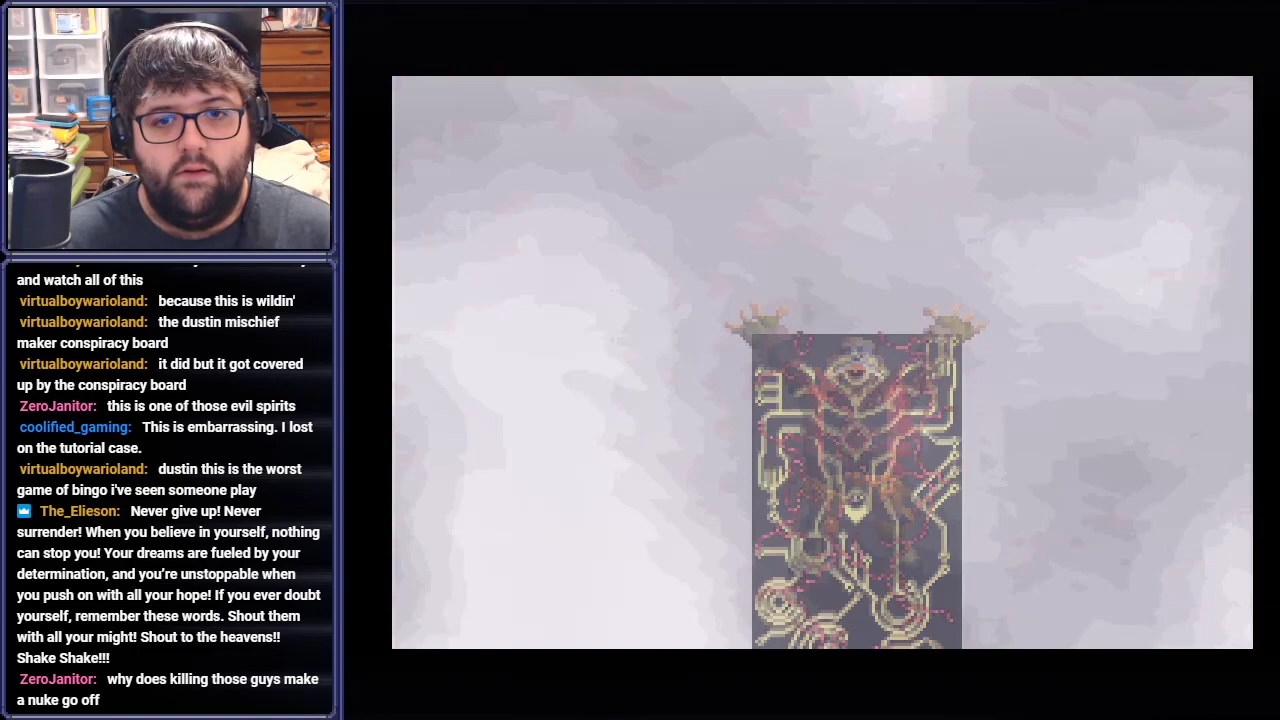 and watch all of this
virtualboywarioland: because this is wildin'
virtualboywarioland: the dustin mischief
maker conspiracy board
virtualboywarioland: it did but it got covered
up by the conspiracy board
ZeroJanitor: this is one of those evil spirits
coolified_gaming: This is embarrassing. I lost
on the tutorial case.
virtualboywarioland: dustin this is the worst
game of bingo i've seen someone play
The_Elieson: Never give up! Never
surrender! When you believe in yourself, nothing
can stop you! Your dreams are fueled by your
determination, and you’re unstoppable when
you push on with all your hope! If you ever doubt
yourself, remember these words. Shout them
with all your might! Shout to the heavens!!
Shake Shake!!!
ZeroJanitor: why does killing those guys make
a nuke go off